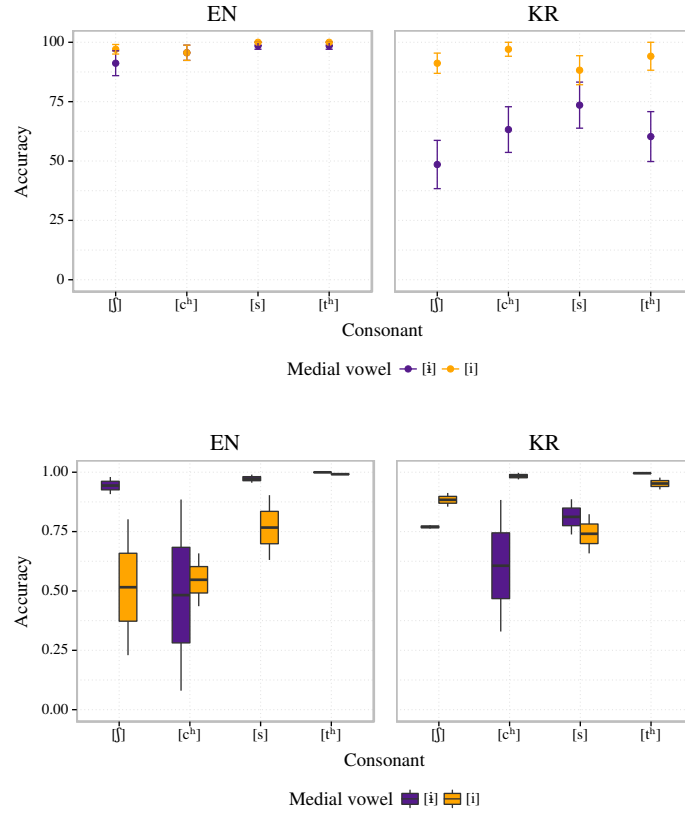 EN KR
100
75
50
25
0
Accuracy
[ʃ] [cʰ] [s] [tʰ] [ʃ] [cʰ] [s] [tʰ]
Consonant
Medial vowel [ɨ] [i]
EN KR
1.00
0.75
0.50
0.25
0.00
Accuracy
[ʃ] [cʰ] [s] [tʰ] [ʃ] [cʰ] [s] [tʰ]
Consonant
Medial vowel [ɨ] [i]